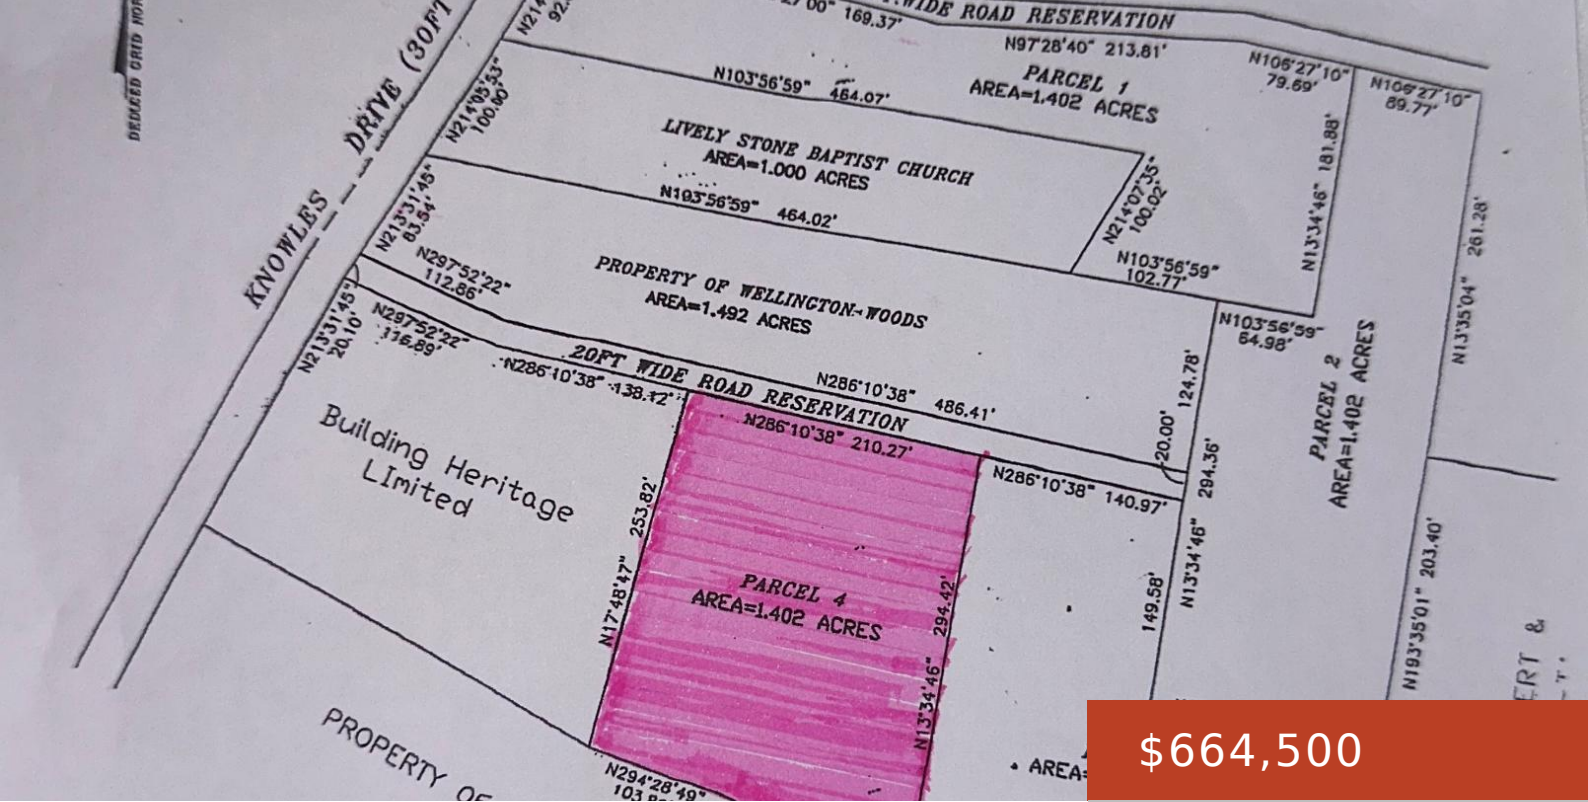 DRIVE (30FT
KNOWLES
WIDE ROAD RESERVATION
169.37'
N97°28'40" 213.81'
PARCEL 1
AREA=1.402 ACRES
N106°27'10"
79.69'
N106°27'10"
89.77'
N214°05'53"
100.00'
N103°56'59" 464.07'
LIVELY STONE BAPTIST CHURCH
AREA=1.000 ACRES
N214°07'35"
100.02'
N13°34'46" 181.88'
N13°35'04" 261.28'
N213°31'45"
83.54'
N103°56'59" 464.02'
N103°56'59"
102.77'
N297°52'22"
112.86'
PROPERTY OF WELLINGTON-WOODS
AREA=1.492 ACRES
N103°56'59"
64.98'
N213°31'45"
20.10'
N297°52'22"
116.89'
20FT WIDE ROAD RESERVATION
N286°10'38" 486.41'
124.78'
20.00'
PARCEL 2
AREA=1.402 ACRES
N286°10'38" 138.12'
N286°10'38" 210.27'
N286°10'38" 140.97'
294.36'
N13°34'46"
149.58'
N193°35'01" 203.40'
Building Heritage
LImited
N17°48'47" 253.82'
PARCEL 4
AREA=1.402 ACRES
N13°34'46" 294.42'
PROPERTY OF
N294°28'49"
AREA=
ERT &
$664,500